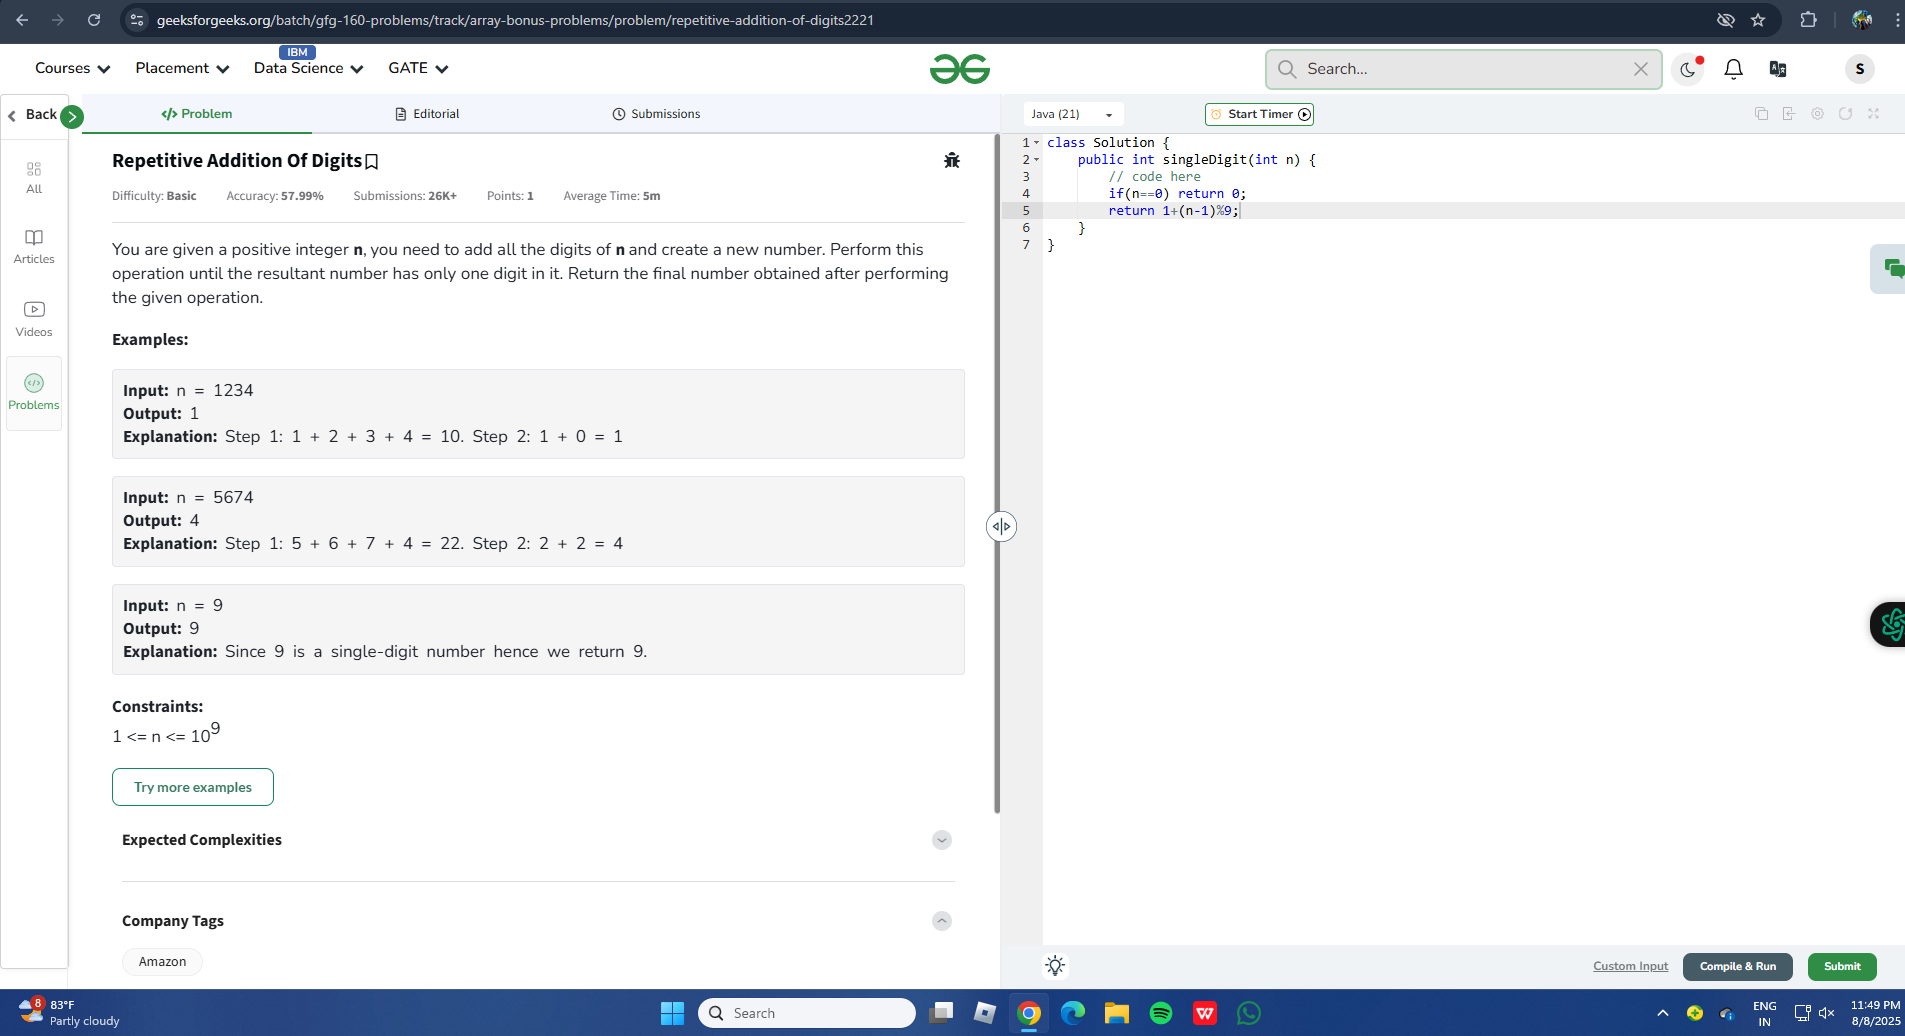 geeksforgeeks.org/batch/gfg-160-problems/track/array-bonus-problems/problem/repetitive-addition-of-digits2221
IBM
Courses Placement Data Science GATE
Search...
S
Back
All
Articles
Videos
Problems
</> Problem Editorial Submissions
Repetitive Addition Of Digits
Difficulty: Basic Accuracy: 57.99% Submissions: 26K+ Points: 1 Average Time: 5m
You are given a positive integer n, you need to add all the digits of n and create a new number. Perform this
operation until the resultant number has only one digit in it. Return the final number obtained after performing
the given operation.
Examples:
Input: n = 1234
Output: 1
Explanation: Step 1: 1 + 2 + 3 + 4 = 10. Step 2: 1 + 0 = 1
Input: n = 5674
Output: 4
Explanation: Step 1: 5 + 6 + 7 + 4 = 22. Step 2: 2 + 2 = 4
Input: n = 9
Output: 9
Explanation: Since 9 is a single-digit number hence we return 9.
Constraints:
1 <= n <= 10⁹
Try more examples
Expected Complexities
Company Tags
Amazon
Java (21) Start Timer
1 class Solution {
2 public int singleDigit(int n) {
3 // code here
4 if(n==0) return 0;
5 return 1+(n-1)%9;
6 }
7 }
Custom Input Compile & Run Submit
8
83°F
Partly cloudy
Search
ENG
IN
11:49 PM
8/8/2025